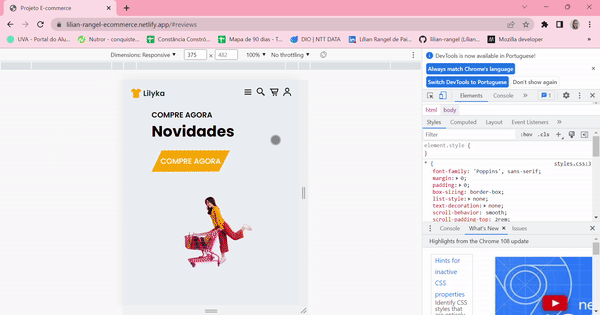 Projeto E-commerce
lilian-rangel-ecommerce.netlify.app/#reviews
UVA - Portal do Alu...
Nutror - conquiste...
Constância Constró...
Mapa de 90 dias - T...
DIO | NTT DATA
Lilian Rangel de Pai...
lilian-rangel (Lilian...
Mozilla developer
Dimensions: Responsive 375 x 482 100% No throttling
DevTools is now available in Portuguese!
Always match Chrome's language
Switch DevTools to Portuguese Don't show again
Elements Console 1
html body
Styles Computed Layout Event Listeners
Filter :hov .cls
element.style {
}
* { styles.css:3
font-family: 'Poppins', sans-serif;
margin: 0;
padding: 0;
box-sizing: border-box;
list-style: none;
text-decoration: none;
scroll-behavior: smooth;
scroll-padding-top: 2rem;
Console What's New Issues
Highlights from the Chrome 108 update
Hints for
inactive
CSS
properties
Identify CSS
styles that
Lilyka
COMPRE AGORA
Novidades
COMPRE AGORA